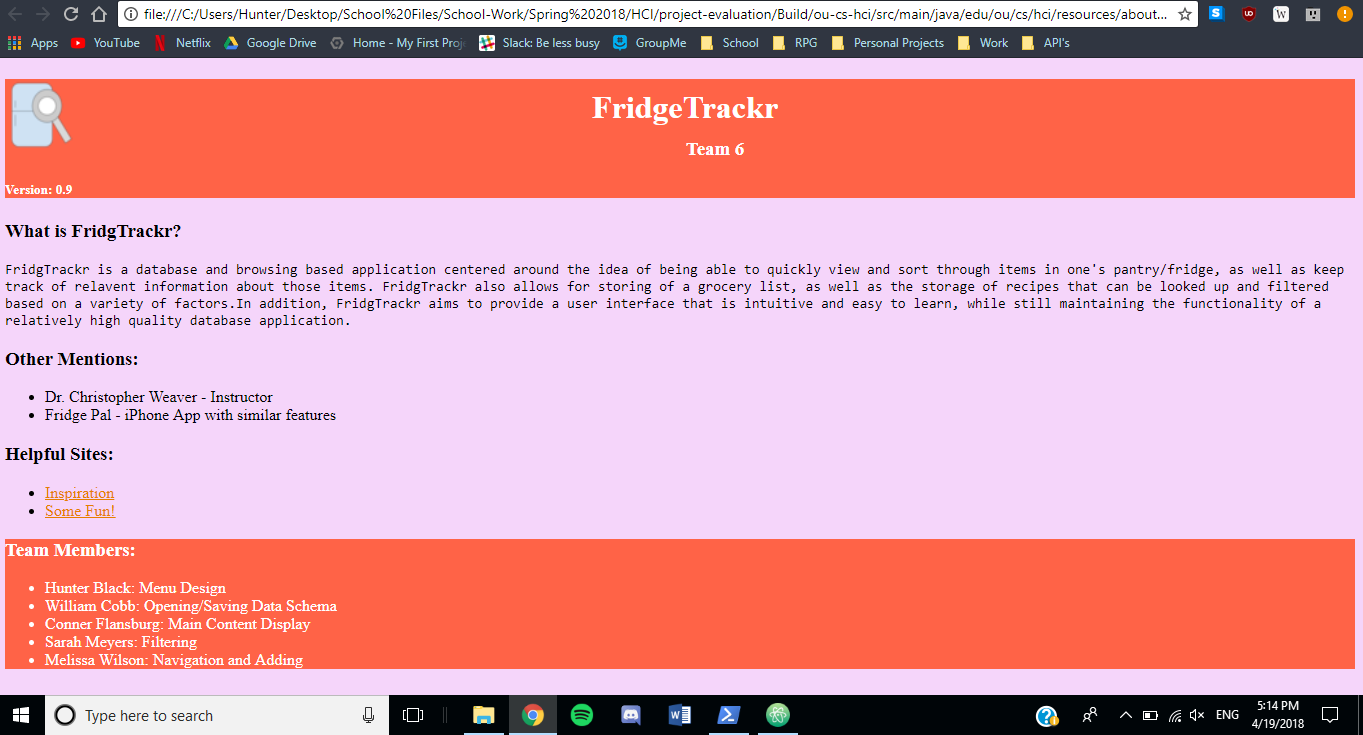 file:///C:/Users/Hunter/Desktop/School%20Files/School-Work/Spring%202018/HCI/project-evaluation/Build/ou-cs-hci/src/main/java/edu/ou/cs/hci/resources/about...
S UD W
Apps YouTube Netflix Google Drive Home - My First Proj Slack: Be less busy GroupMe School RPG Personal Projects Work API's
FridgeTrackr
Team 6
Version: 0.9
What is FridgTrackr?
FridgTrackr is a database and browsing based application centered around the idea of being able to quickly view and sort through items in one's pantry/fridge, as well as keep
track of relavent information about those items. FridgTrackr also allows for storing of a grocery list, as well as the storage of recipes that can be looked up and filtered
based on a variety of factors.In addition, FridgTrackr aims to provide a user interface that is intuitive and easy to learn, while still maintaining the functionality of a
relatively high quality database application.
Other Mentions:
• Dr. Christopher Weaver - Instructor
• Fridge Pal - iPhone App with similar features
Helpful Sites:
• Inspiration
• Some Fun!
Team Members:
• Hunter Black: Menu Design
• William Cobb: Opening/Saving Data Schema
• Conner Flansburg: Main Content Display
• Sarah Meyers: Filtering
• Melissa Wilson: Navigation and Adding
Type here to search
ENG
5:14 PM
4/19/2018